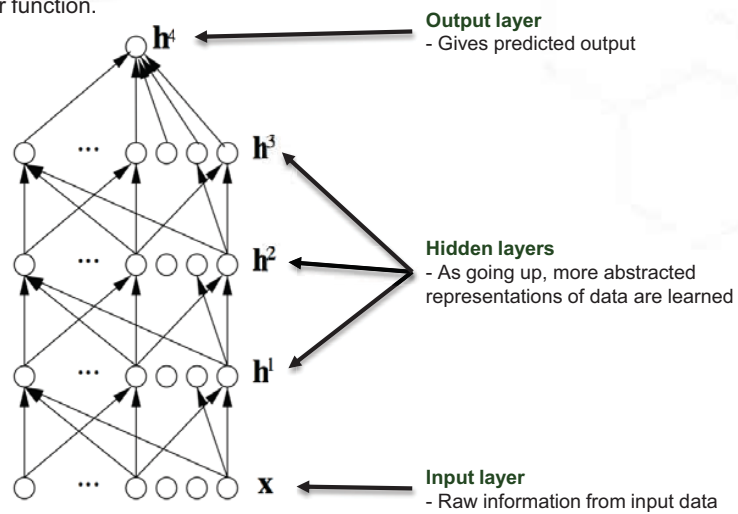 r function.
h⁴
Output layer
- Gives predicted output
...
h³
...
h²
Hidden layers
- As going up, more abstracted
representations of data are learned
...
h¹
...
x
Input layer
- Raw information from input data